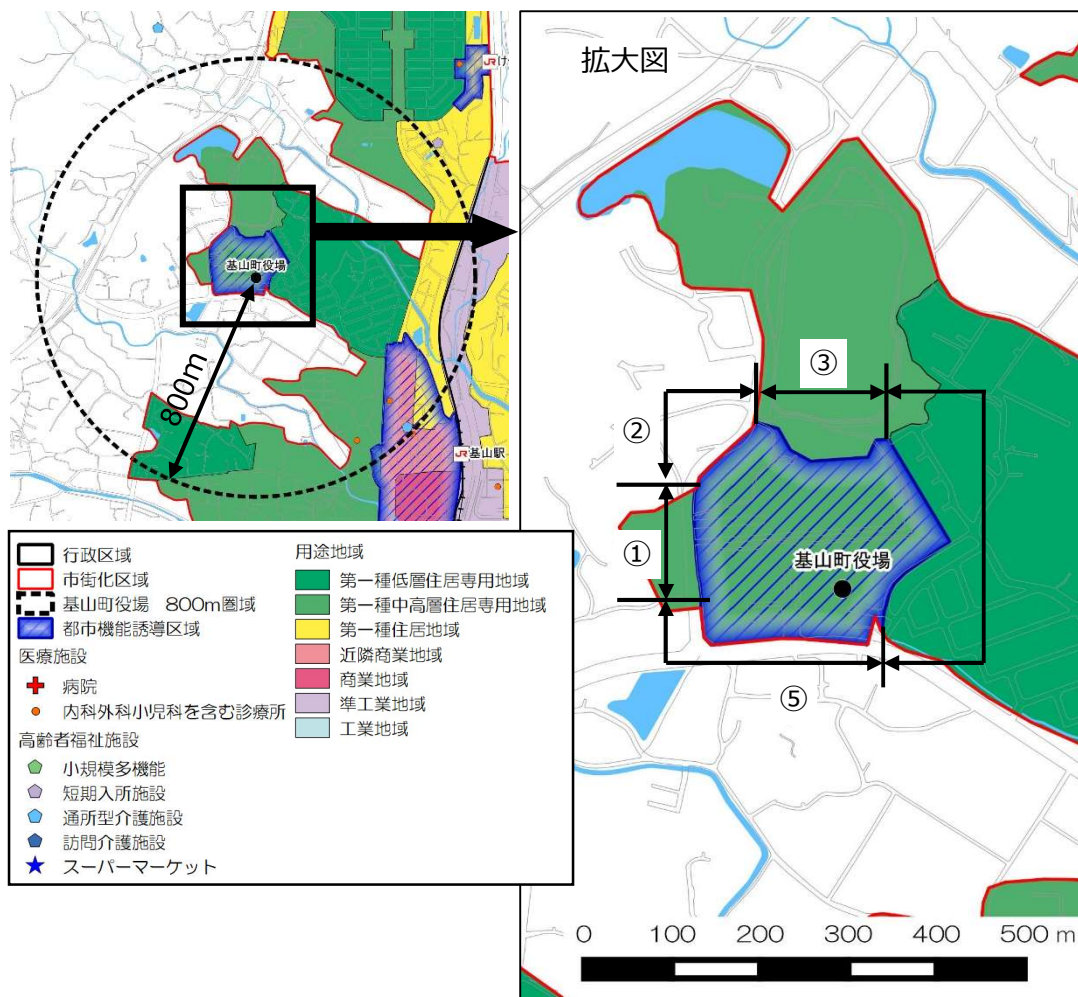 JRけ
基山町役場
800m
JR基山駅
拡大図
③
②
①
基山町役場
⑤
0 100 200 300 400 500 m
行政区域
市街化区域
基山町役場 800m圏域
都市機能誘導区域
医療施設
病院
内科外科小児科を含む診療所
高齢者福祉施設
小規模多機能
短期入所施設
通所型介護施設
訪問介護施設
スーパーマーケット
用途地域
第一種低層住居専用地域
第一種中高層住居専用地域
第一種住居地域
近隣商業地域
商業地域
準工業地域
工業地域